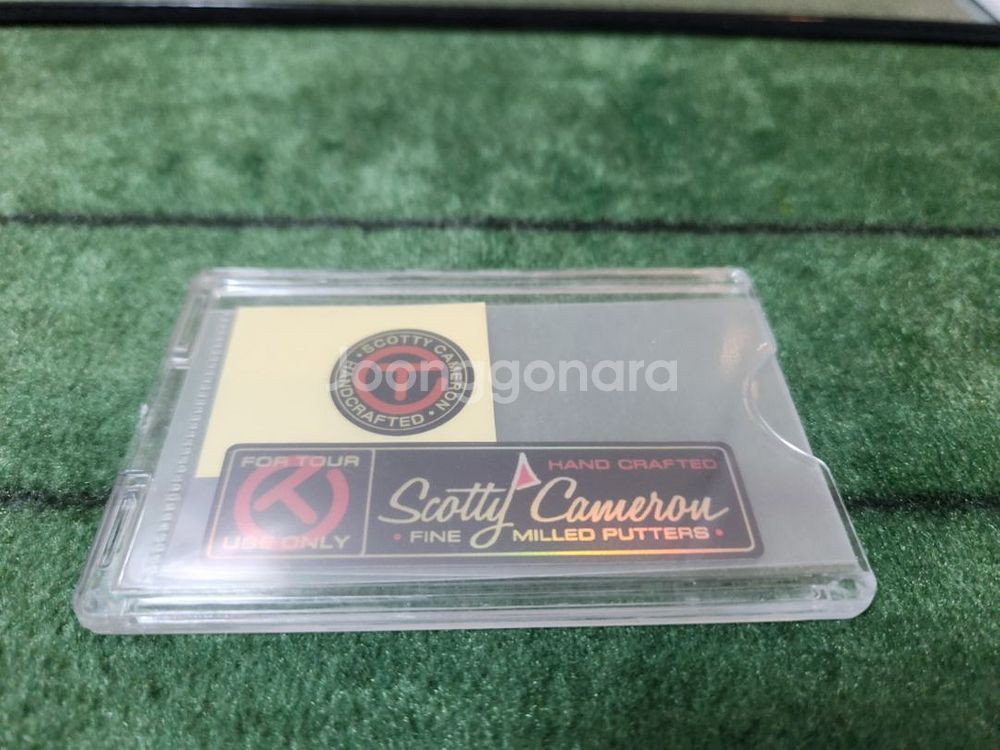 SCOTTY CAMERON
HANDCRAFTED
Joonggonara
FOR TOUR
USE ONLY
HAND CRAFTED
Scotty Cameron
• FINE MILLED PUTTERS •